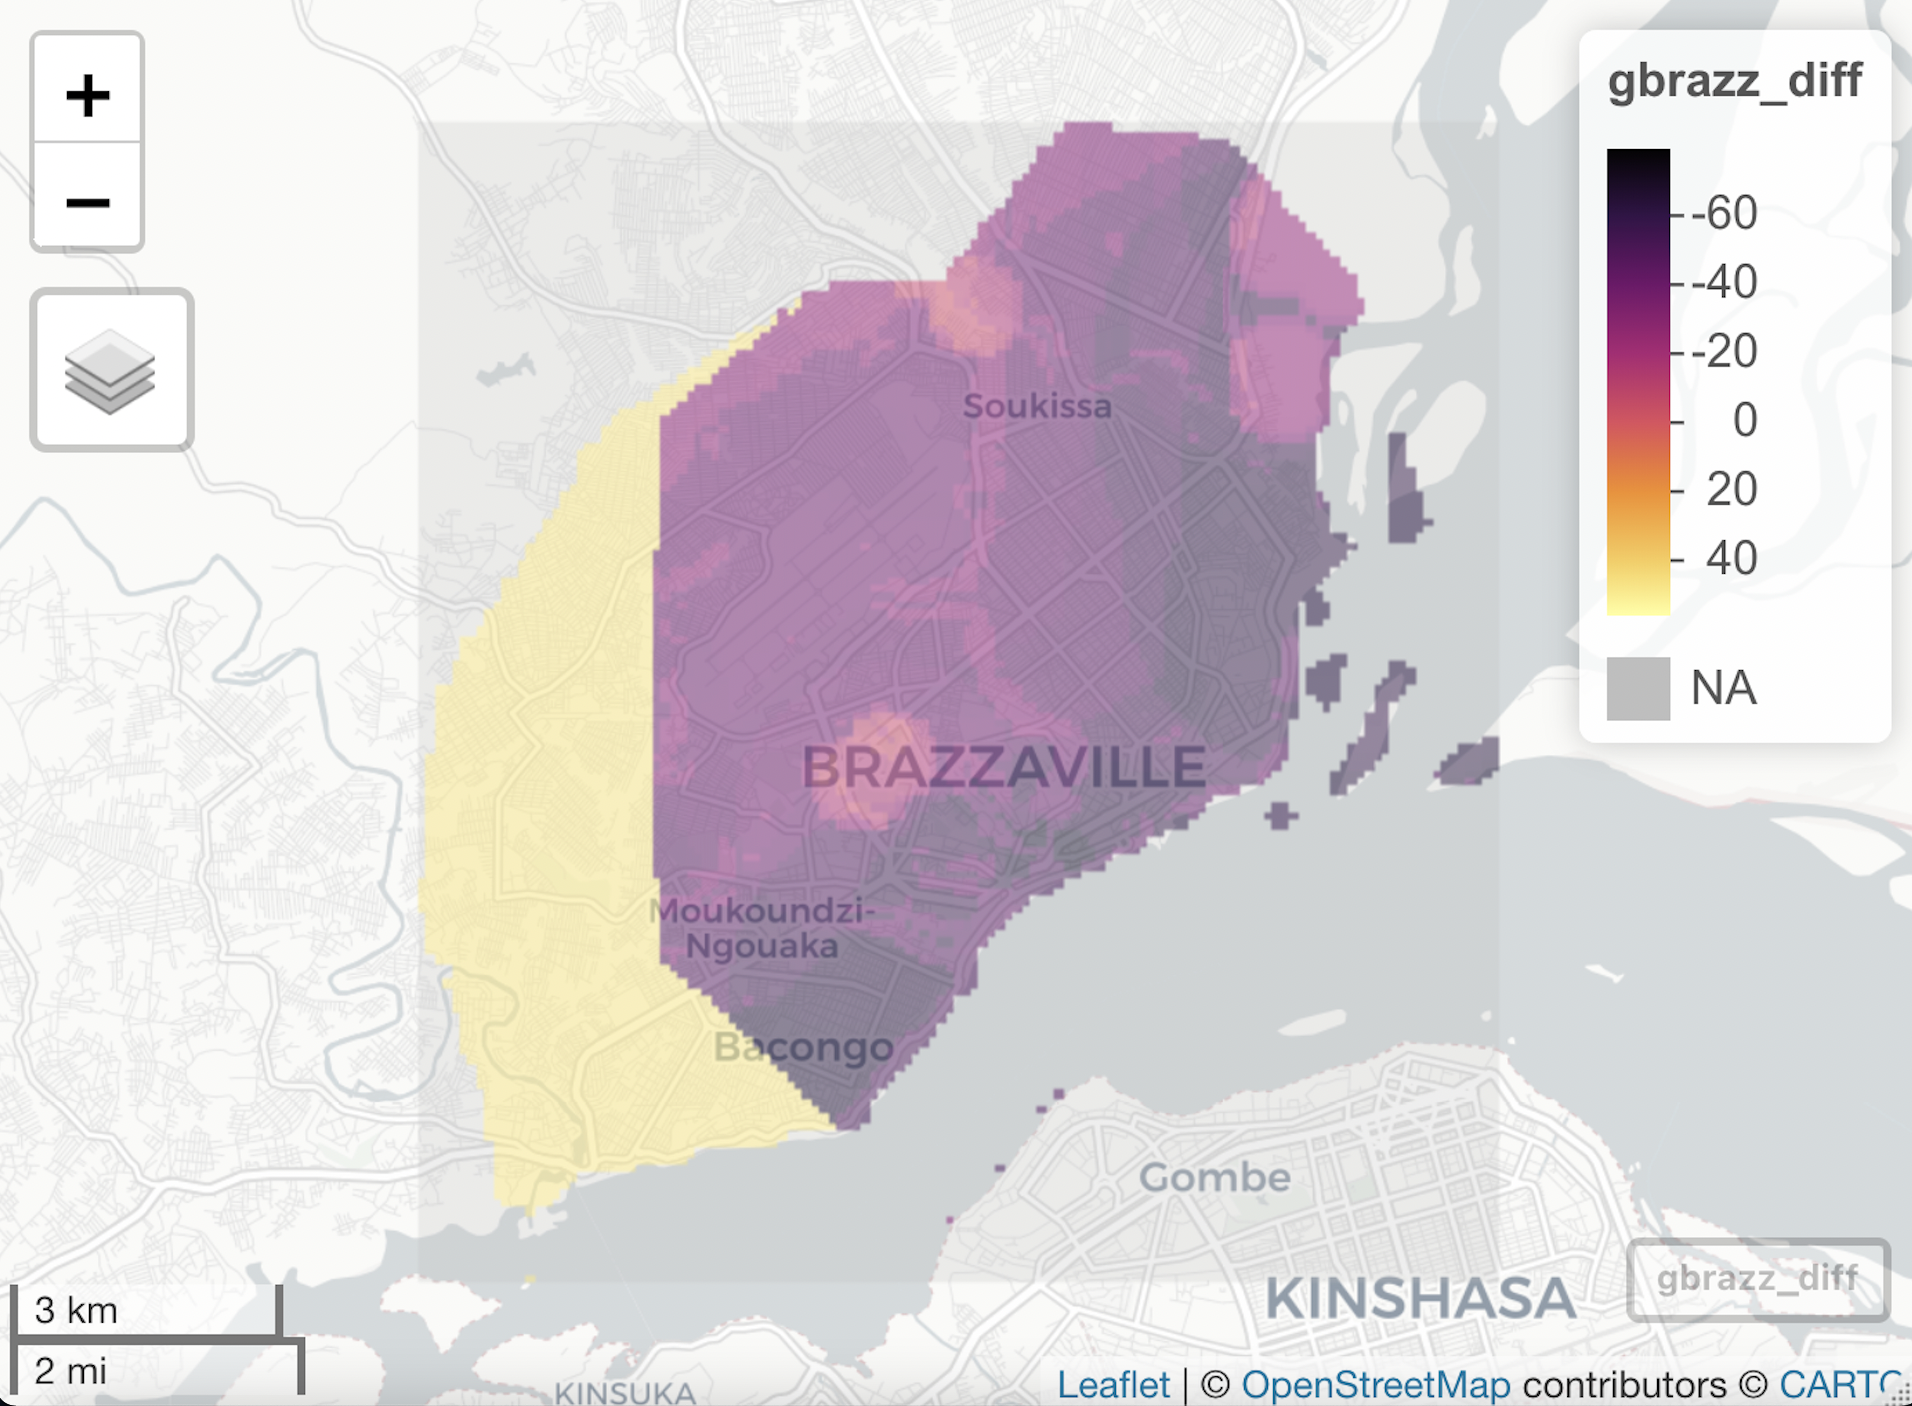 +
−
gbrazz_diff
-60
-40
-20
0
20
40
NA
Soukissa
BRAZZAVILLE
Moukoundzi-
Ngouaka
Bacongo
Gombe
KINSHASA
gbrazz_diff
3 km
2 mi
KINSUKA
Leaflet | © OpenStreetMap contributors © CARTO